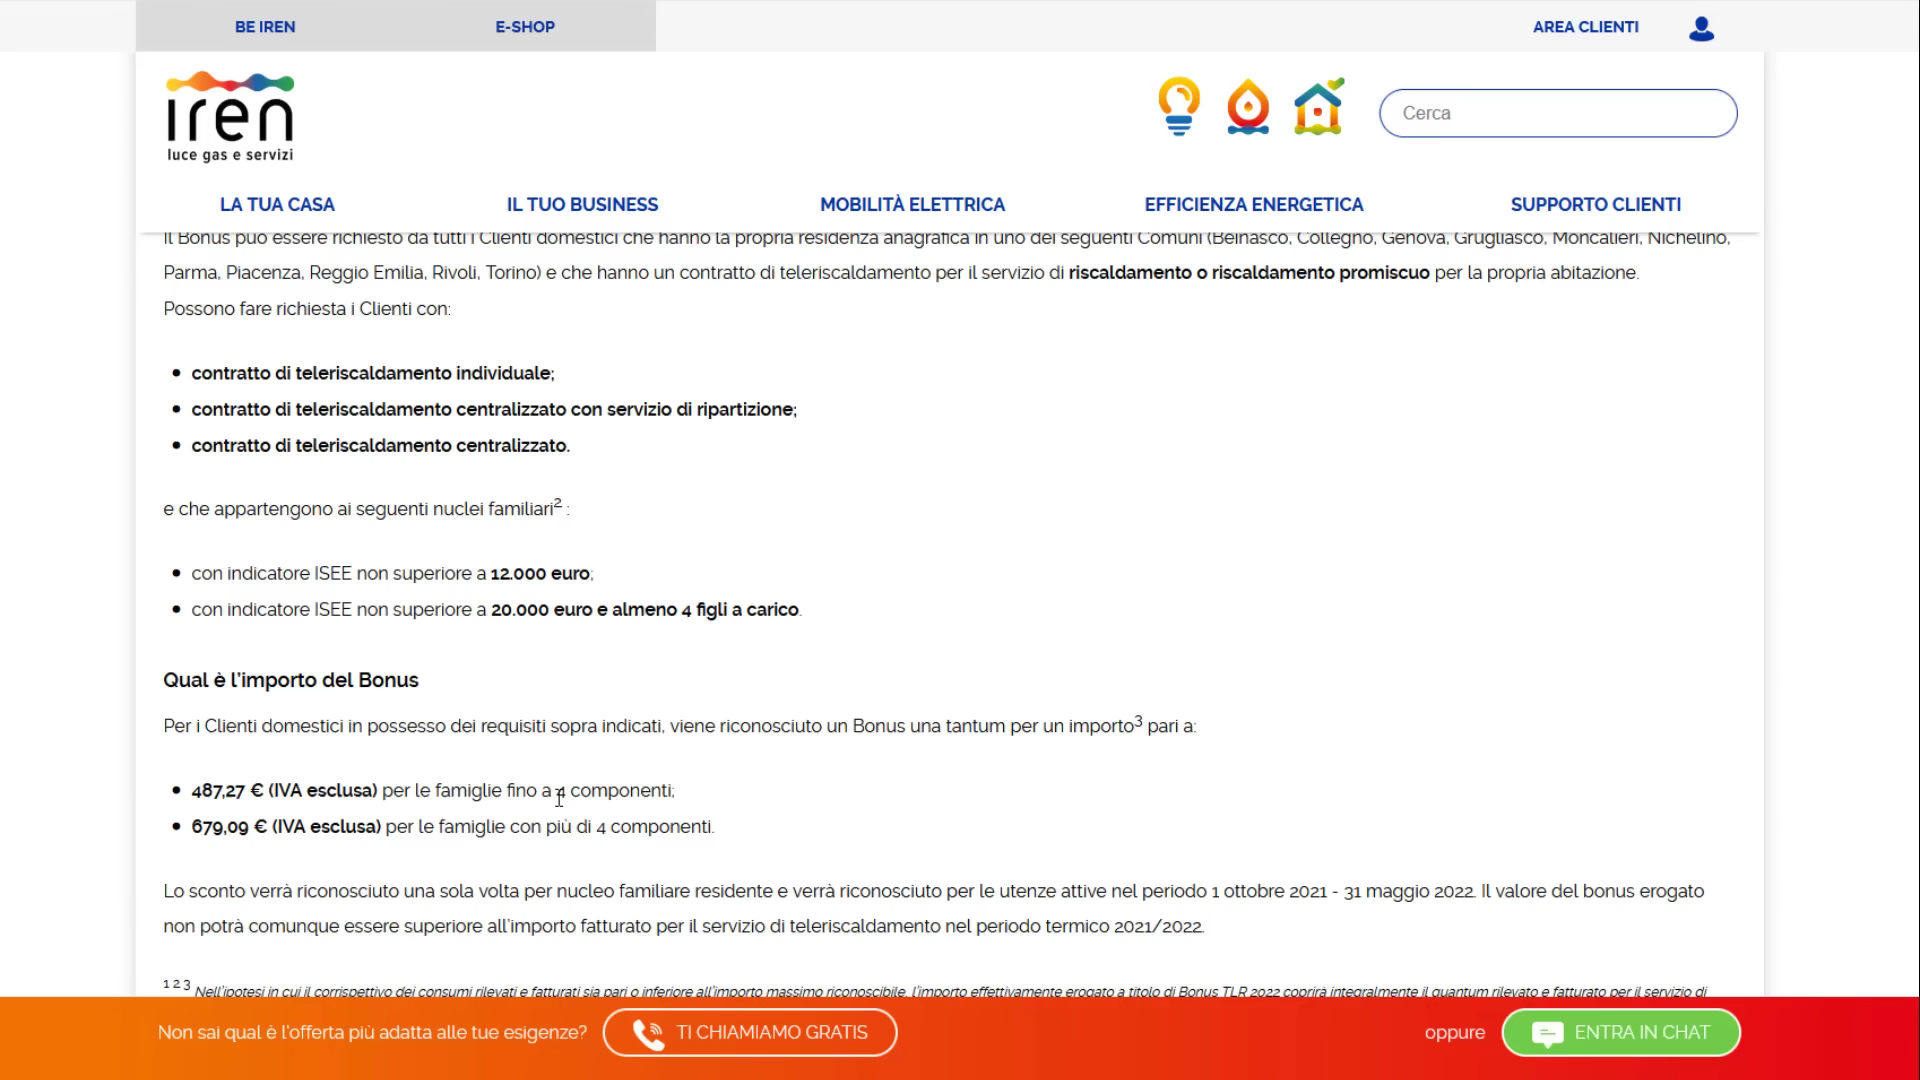 BE IREN
E-SHOP
AREA CLIENTI
iren
luce gas e servizi
Cerca
LA TUA CASA
IL TUO BUSINESS
MOBILITÀ ELETTRICA
EFFICIENZA ENERGETICA
SUPPORTO CLIENTI
Il Bonus può essere richiesto da tutti i Clienti domestici che hanno la propria residenza anagrafica in uno dei seguenti Comuni (Beinasco, Collegno, Genova, Grugliasco, Moncalieri, Nichelino,
Parma, Piacenza, Reggio Emilia, Rivoli, Torino) e che hanno un contratto di teleriscaldamento per il servizio di riscaldamento o riscaldamento promiscuo per la propria abitazione.
Possono fare richiesta i Clienti con:
• contratto di teleriscaldamento individuale;
• contratto di teleriscaldamento centralizzato con servizio di ripartizione;
• contratto di teleriscaldamento centralizzato.
e che appartengono ai seguenti nuclei familiari² :
• con indicatore ISEE non superiore a 12.000 euro;
• con indicatore ISEE non superiore a 20.000 euro e almeno 4 figli a carico.
Qual è l'importo del Bonus
Per i Clienti domestici in possesso dei requisiti sopra indicati, viene riconosciuto un Bonus una tantum per un importo³ pari a:
• 487,27 € (IVA esclusa) per le famiglie fino a 4 componenti;
• 679,09 € (IVA esclusa) per le famiglie con più di 4 componenti.
Lo sconto verrà riconosciuto una sola volta per nucleo familiare residente e verrà riconosciuto per le utenze attive nel periodo 1 ottobre 2021 - 31 maggio 2022. Il valore del bonus erogato
non potrà comunque essere superiore all'importo fatturato per il servizio di teleriscaldamento nel periodo termico 2021/2022.
¹ ² ³ Nell'ipotesi in cui il corrispettivo dei consumi rilevati e fatturati sia pari o inferiore all'importo massimo riconoscibile, l'importo effettivamente erogato a titolo di Bonus TLR 2022 coprirà integralmente il quantum rilevato e fatturato per il servizio di
Non sai qual è l'offerta più adatta alle tue esigenze?
TI CHIAMIAMO GRATIS
oppure
ENTRA IN CHAT